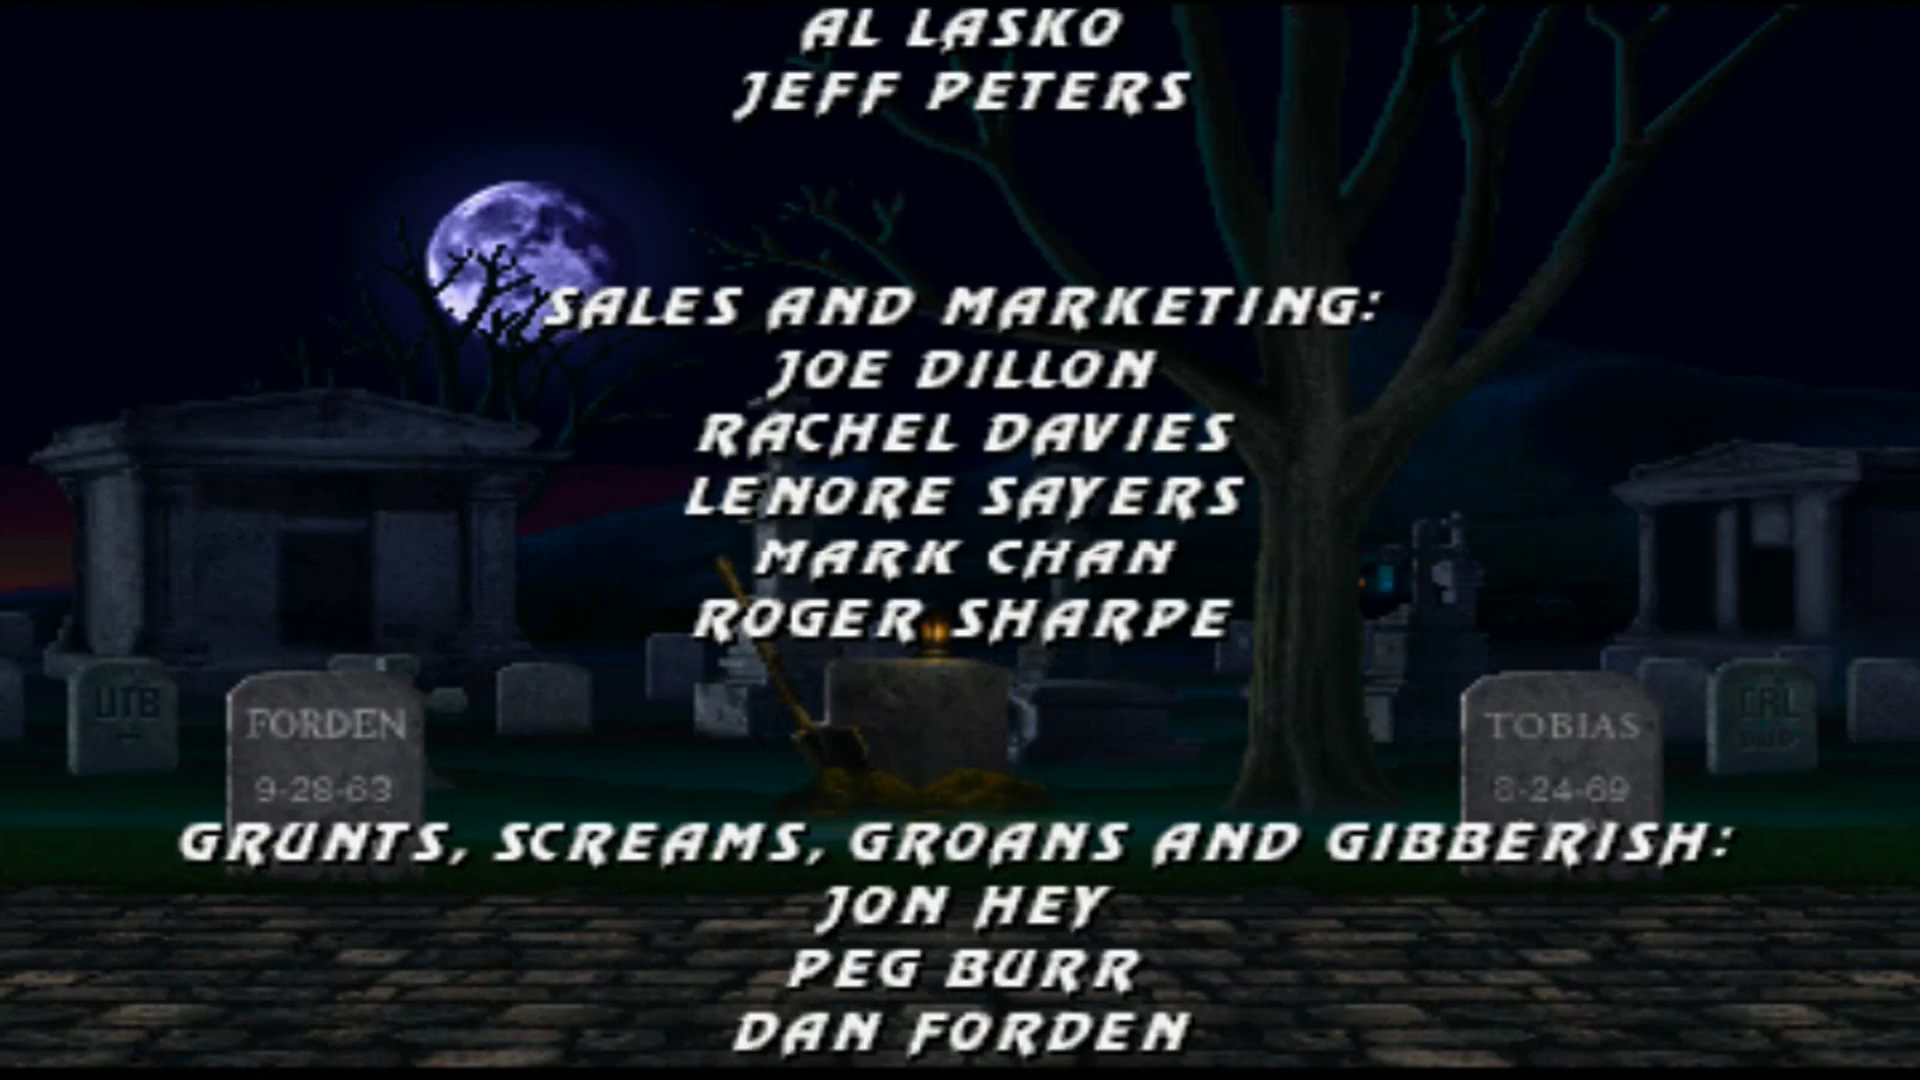 AL LASKO
JEFF PETERS
SALES AND MARKETING:
JOE DILLON
RACHEL DAVIES
LENORE SAYERS
MARK CHAN
ROGER SHARPE
UTB
FORDEN
9-28-63
TOBIAS
8-24-69
GRUNTS, SCREAMS, GROANS AND GIBBERISH:
JON HEY
PEG BURR
DAN FORDEN